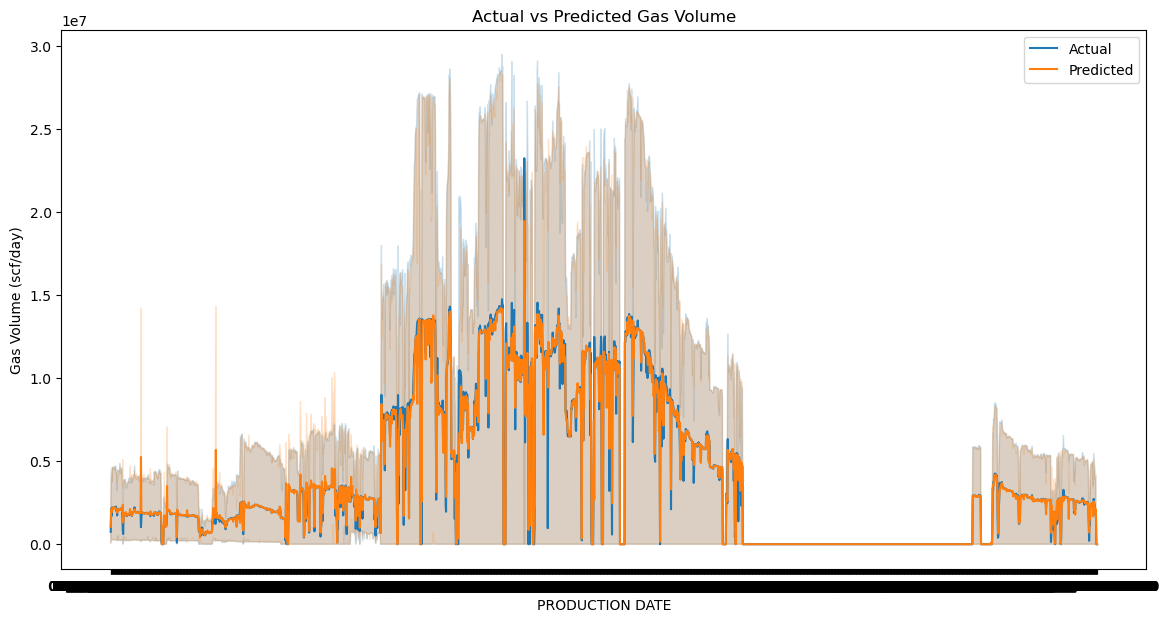 Actual vs Predicted Gas Volume
1e7
3.0
2.5
2.0
1.5
1.0
0.5
0.0
Gas Volume (scf/day)
Actual
Predicted
PRODUCTION DATE